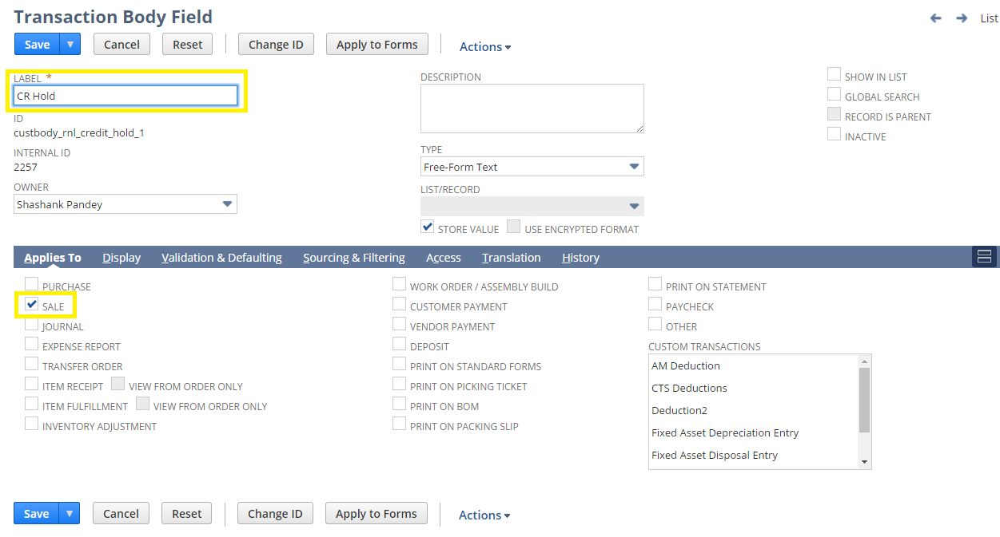 Transaction Body Field
List
Save
Cancel
Reset
Change ID
Apply to Forms
Actions
LABEL *
CR Hold
ID
custbody_rnl_credit_hold_1
INTERNAL ID
2257
OWNER
Shashank Pandey
DESCRIPTION
TYPE
Free-Form Text
LIST/RECORD
STORE VALUE
USE ENCRYPTED FORMAT
SHOW IN LIST
GLOBAL SEARCH
RECORD IS PARENT
INACTIVE
Applies To
Display
Validation & Defaulting
Sourcing & Filtering
Access
Translation
History
PURCHASE
SALE
JOURNAL
EXPENSE REPORT
TRANSFER ORDER
ITEM RECEIPT
VIEW FROM ORDER ONLY
ITEM FULFILLMENT
VIEW FROM ORDER ONLY
INVENTORY ADJUSTMENT
WORK ORDER / ASSEMBLY BUILD
CUSTOMER PAYMENT
VENDOR PAYMENT
DEPOSIT
PRINT ON STANDARD FORMS
PRINT ON PICKING TICKET
PRINT ON BOM
PRINT ON PACKING SLIP
PRINT ON STATEMENT
PAYCHECK
OTHER
CUSTOM TRANSACTIONS
AM Deduction
CTS Deductions
Deduction2
Fixed Asset Depreciation Entry
Fixed Asset Disposal Entry
Save
Cancel
Reset
Change ID
Apply to Forms
Actions